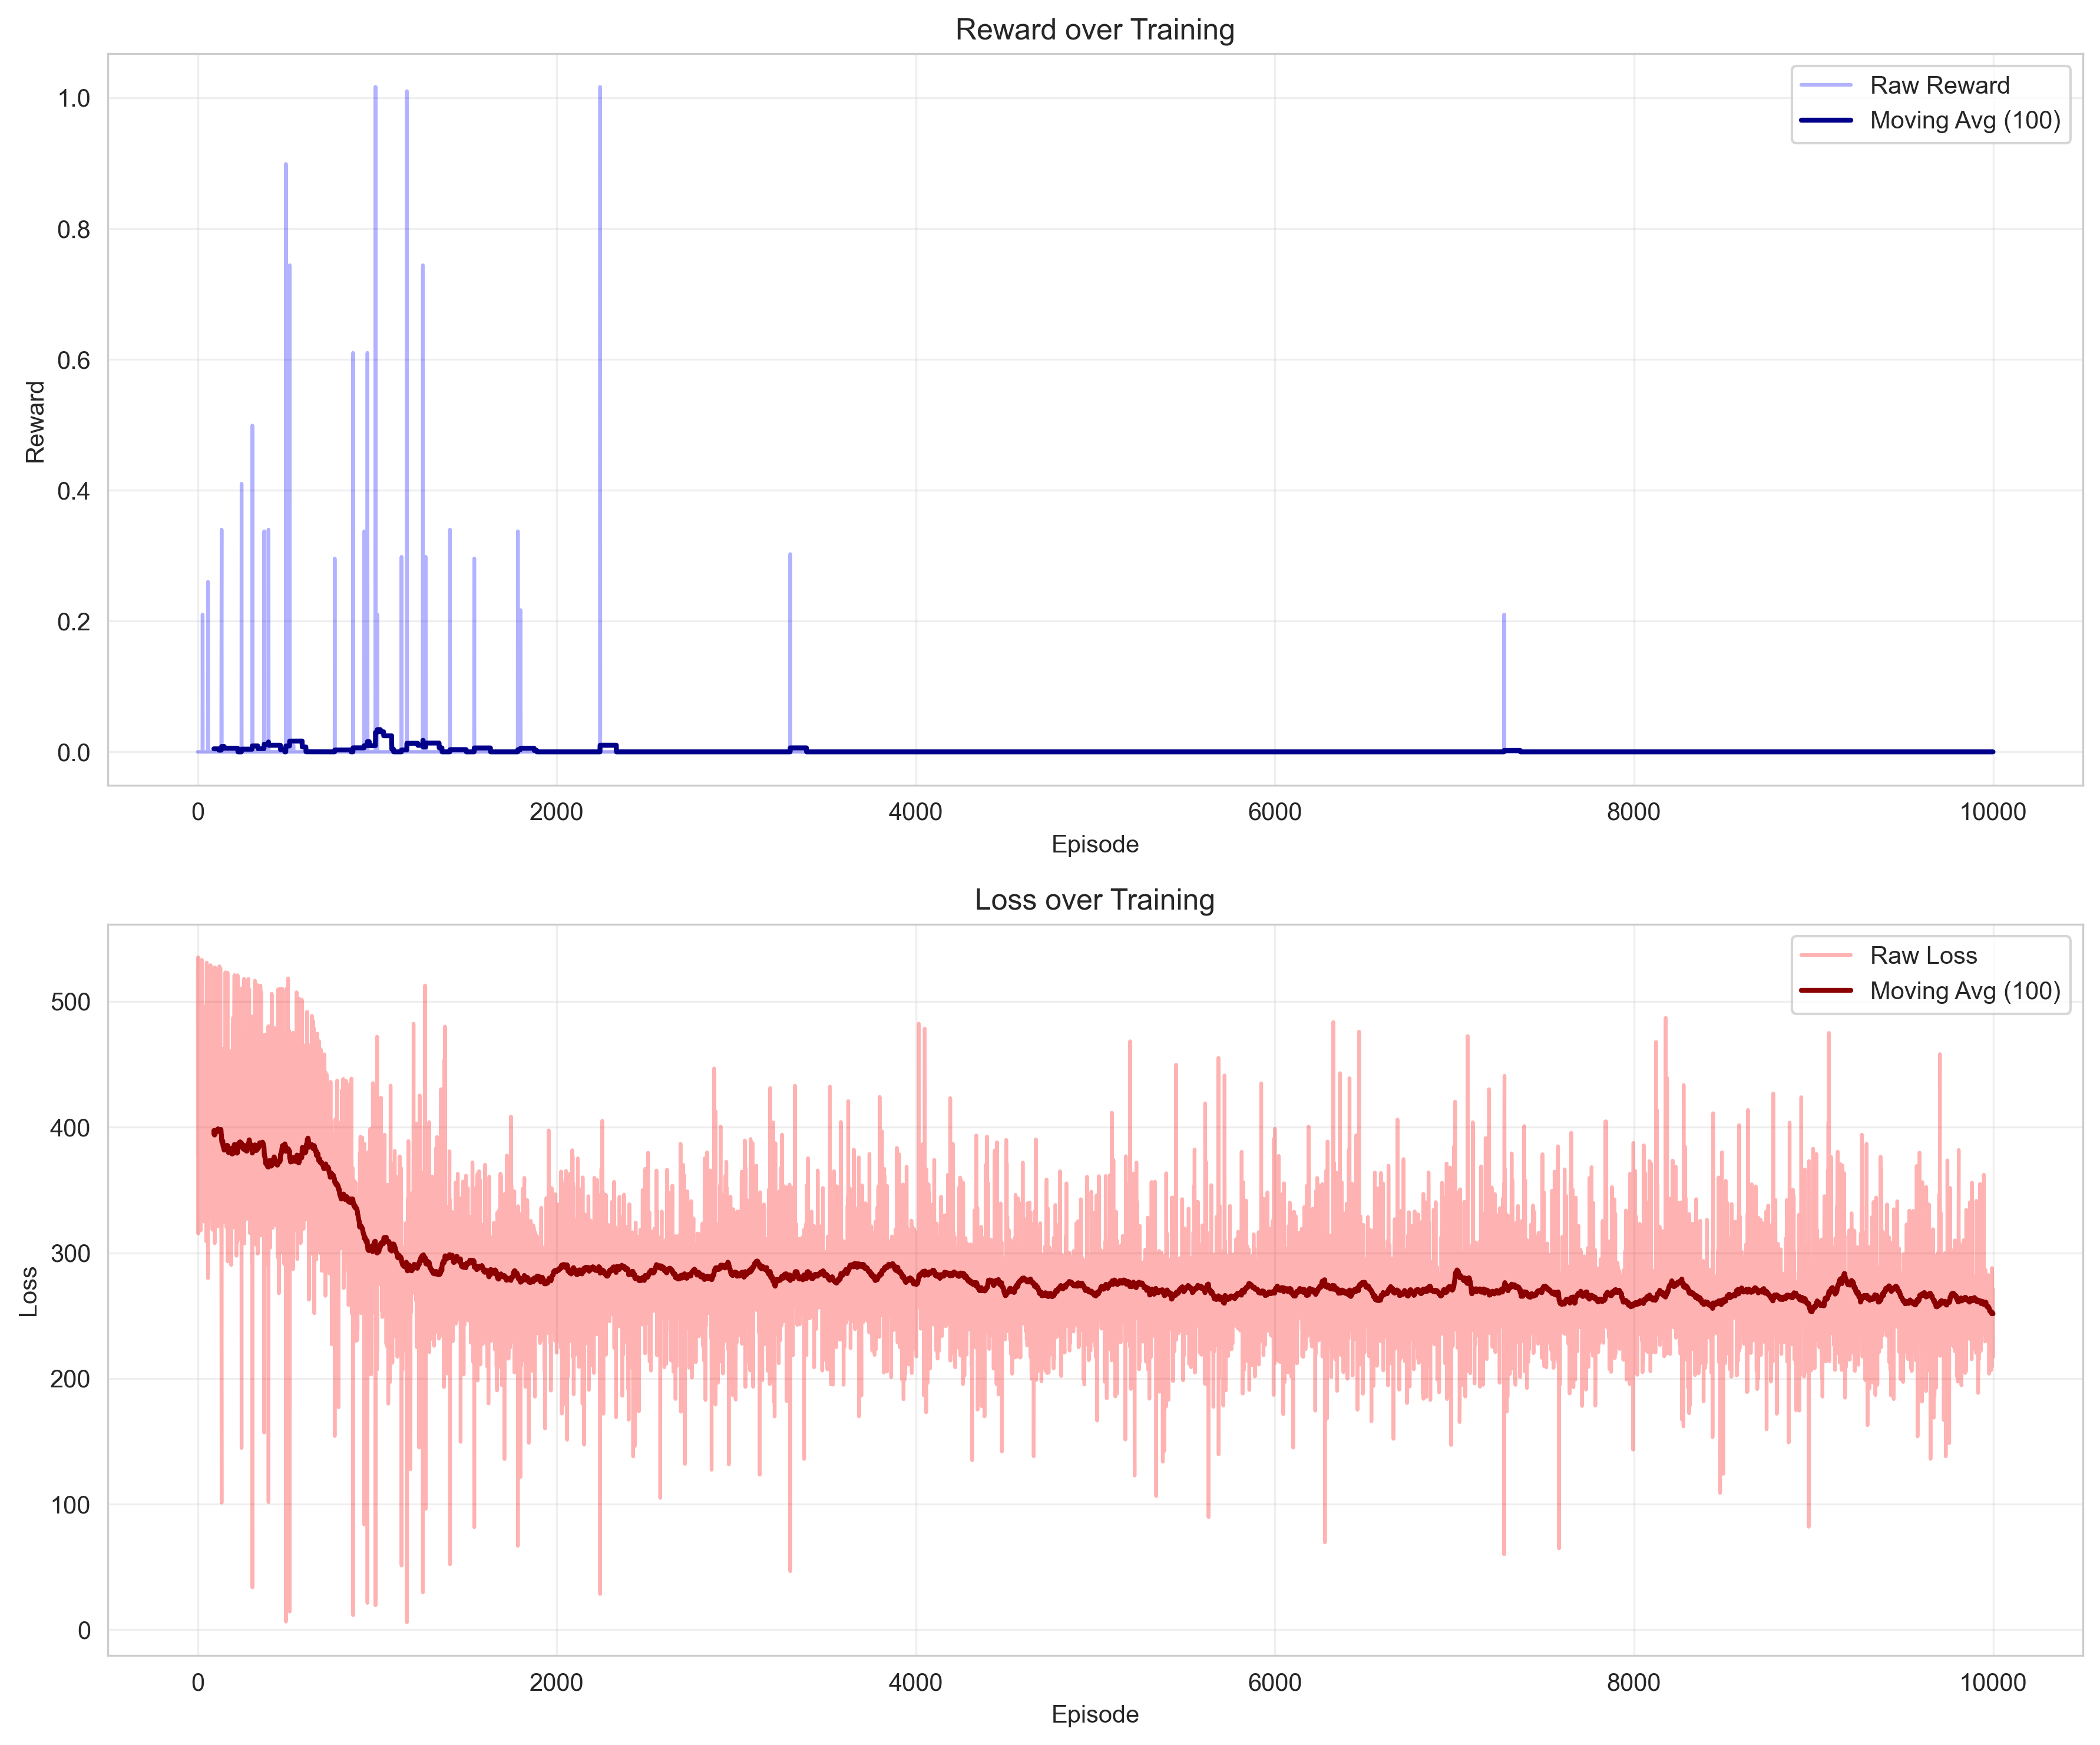 Reward over Training
Raw Reward
Moving Avg (100)
Reward
1.0
0.8
0.6
0.4
0.2
0.0
0 2000 4000 6000 8000 10000
Episode
Loss over Training
Raw Loss
Moving Avg (100)
Loss
500
400
300
200
100
0
0 2000 4000 6000 8000 10000
Episode